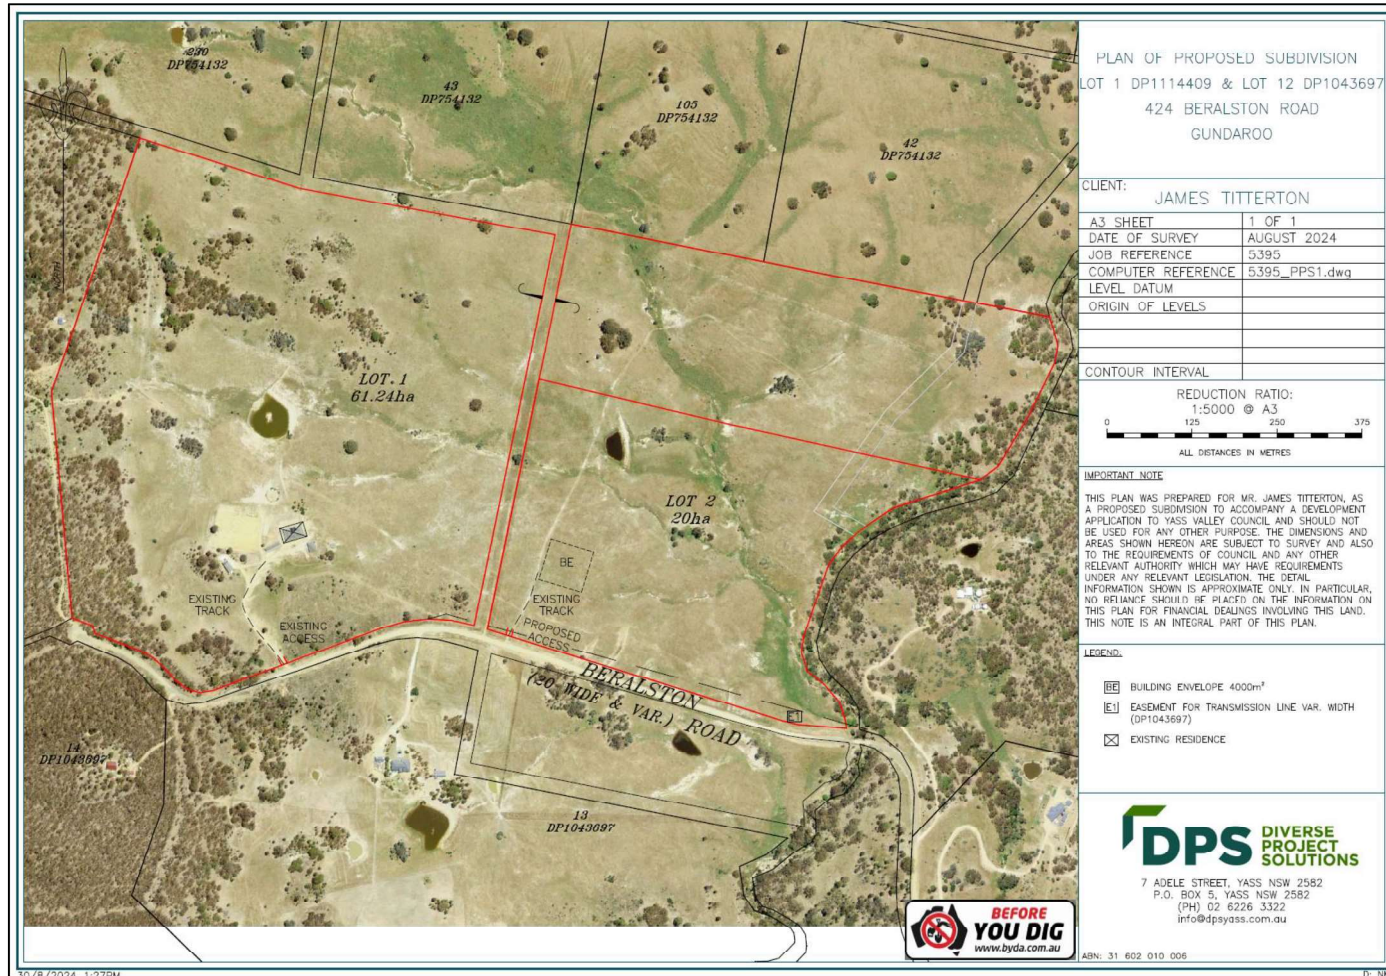 230
DP754132
43
DP754132
105
DP754132
42
DP754132
LOT 1
61.24ha
LOT 2
20ha
BE
EXISTING
TRACK
EXISTING
ACCESS
EXISTING
TRACK
PROPOSED
ACCESS
BERALSTON ROAD
(20 WIDE & VAR.)
E1
14
DP1043697
13
DP1043697
BEFORE
YOU DIG
www.byda.com.au
PLAN OF PROPOSED SUBDIVISION
LOT 1 DP1114409 & LOT 12 DP1043697
424 BERALSTON ROAD
GUNDAROO
CLIENT:
JAMES TITTERTON
A3 SHEET 1 OF 1
DATE OF SURVEY AUGUST 2024
JOB REFERENCE 5395
COMPUTER REFERENCE 5395_PPS1.dwg
LEVEL DATUM
ORIGIN OF LEVELS
CONTOUR INTERVAL
REDUCTION RATIO:
1:5000 @ A3
0 125 250 375
ALL DISTANCES IN METRES
IMPORTANT NOTE
THIS PLAN WAS PREPARED FOR MR. JAMES TITTERTON, AS
A PROPOSED SUBDIVISION TO ACCOMPANY A DEVELOPMENT
APPLICATION TO YASS VALLEY COUNCIL AND SHOULD NOT
BE USED FOR ANY OTHER PURPOSE. THE DIMENSIONS AND
AREAS SHOWN HEREON ARE SUBJECT TO SURVEY AND ALSO
TO THE REQUIREMENTS OF COUNCIL AND ANY OTHER
RELEVANT AUTHORITY WHICH MAY HAVE REQUIREMENTS
UNDER ANY RELEVANT LEGISLATION. THE DETAIL
INFORMATION SHOWN IS APPROXIMATE ONLY. IN PARTICULAR,
NO RELIANCE SHOULD BE PLACED ON THE INFORMATION ON
THIS PLAN FOR FINANCIAL DEALINGS INVOLVING THIS LAND.
THIS NOTE IS AN INTEGRAL PART OF THIS PLAN.
LEGEND:
BE BUILDING ENVELOPE 4000m²
E1 EASEMENT FOR TRANSMISSION LINE VAR. WIDTH
(DP1043697)
EXISTING RESIDENCE
DPS DIVERSE
PROJECT
SOLUTIONS
7 ADELE STREET, YASS NSW 2582
P.O. BOX 5, YASS NSW 2582
(PH) 02 6226 3322
info@dpsyass.com.au
ABN: 31 602 010 006
30/8/2024 1:27PM